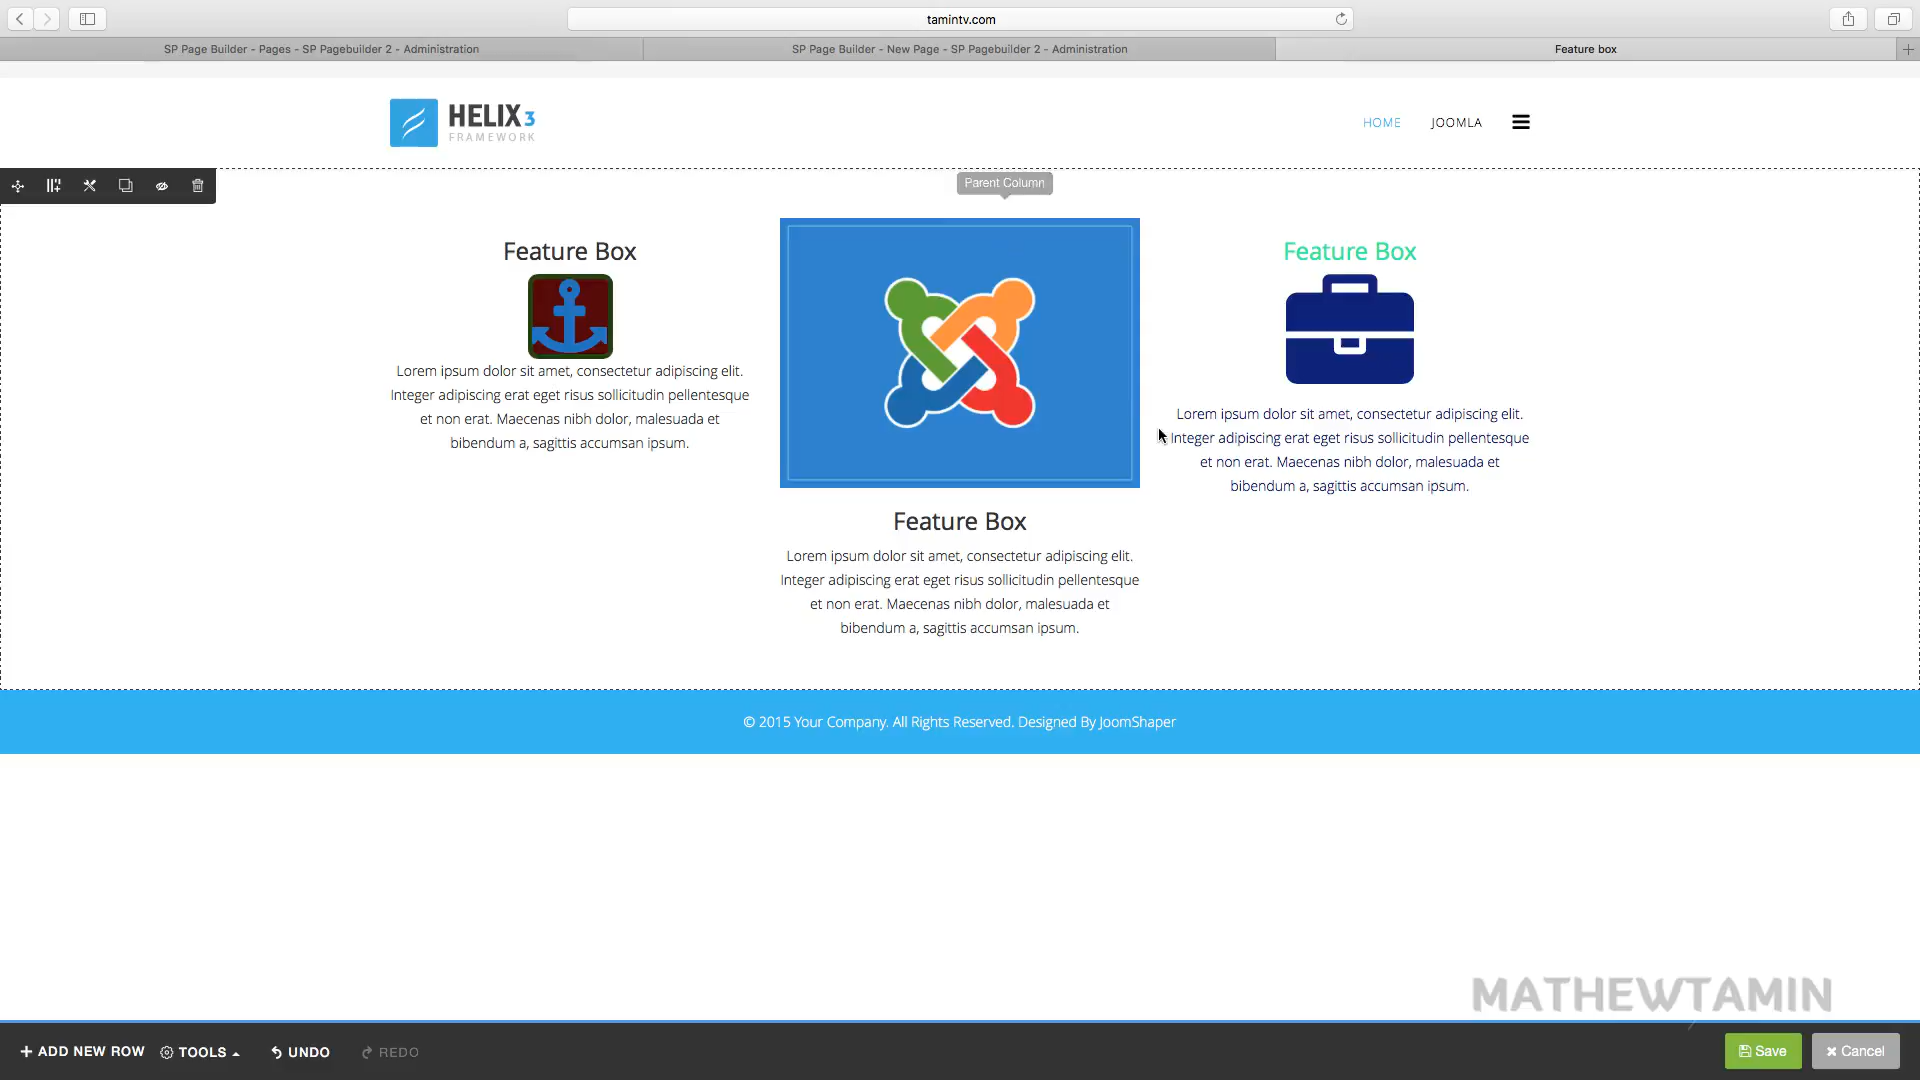 tamintv.com
SP Page Builder - Pages - SP Pagebuilder 2 - Administration
SP Page Builder - New Page - SP Pagebuilder 2 - Administration
Feature box
HELIX3
FRAMEWORK
HOME
JOOMLA
Parent Column
Feature Box
Lorem ipsum dolor sit amet, consectetur adipiscing elit.
Integer adipiscing erat eget risus sollicitudin pellentesque
et non erat. Maecenas nibh dolor, malesuada et
bibendum a, sagittis accumsan ipsum.
Feature Box
Lorem ipsum dolor sit amet, consectetur adipiscing elit.
Integer adipiscing erat eget risus sollicitudin pellentesque
et non erat. Maecenas nibh dolor, malesuada et
bibendum a, sagittis accumsan ipsum.
Feature Box
Lorem ipsum dolor sit amet, consectetur adipiscing elit.
Integer adipiscing erat eget risus sollicitudin pellentesque
et non erat. Maecenas nibh dolor, malesuada et
bibendum a, sagittis accumsan ipsum.
© 2015 Your Company. All Rights Reserved. Designed By JoomShaper
MATHEWTAMIN
ADD NEW ROW
TOOLS
UNDO
REDO
Save
Cancel